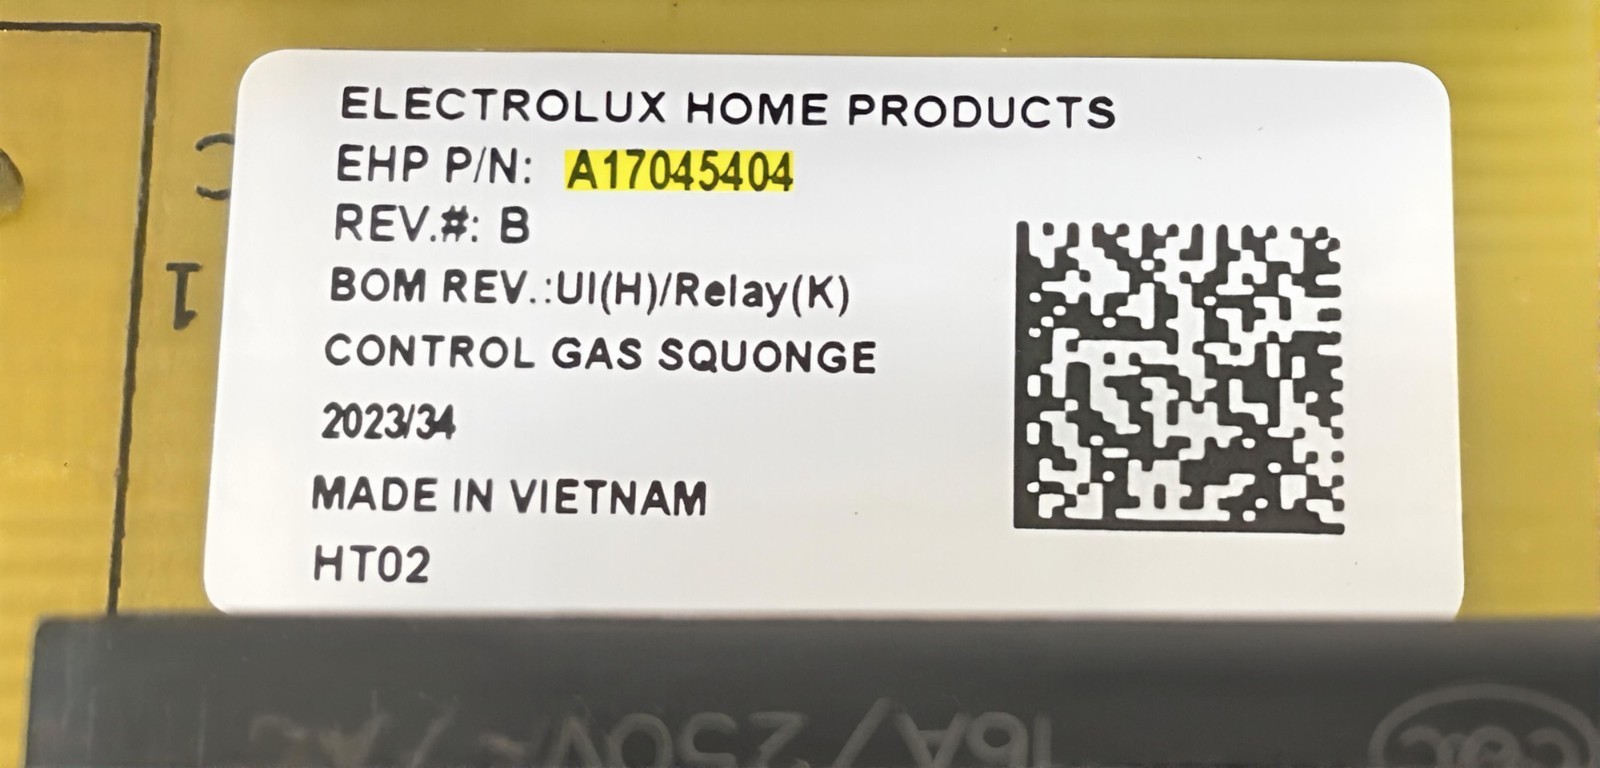 ELECTROLUX HOME PRODUCTS
EHP P/N: A17045404
REV.#: B
BOM REV.:UI(H)/Relay(K)
CONTROL GAS SQUONGE
2023/34
MADE IN VIETNAM
HT02
C
1
16A/250V